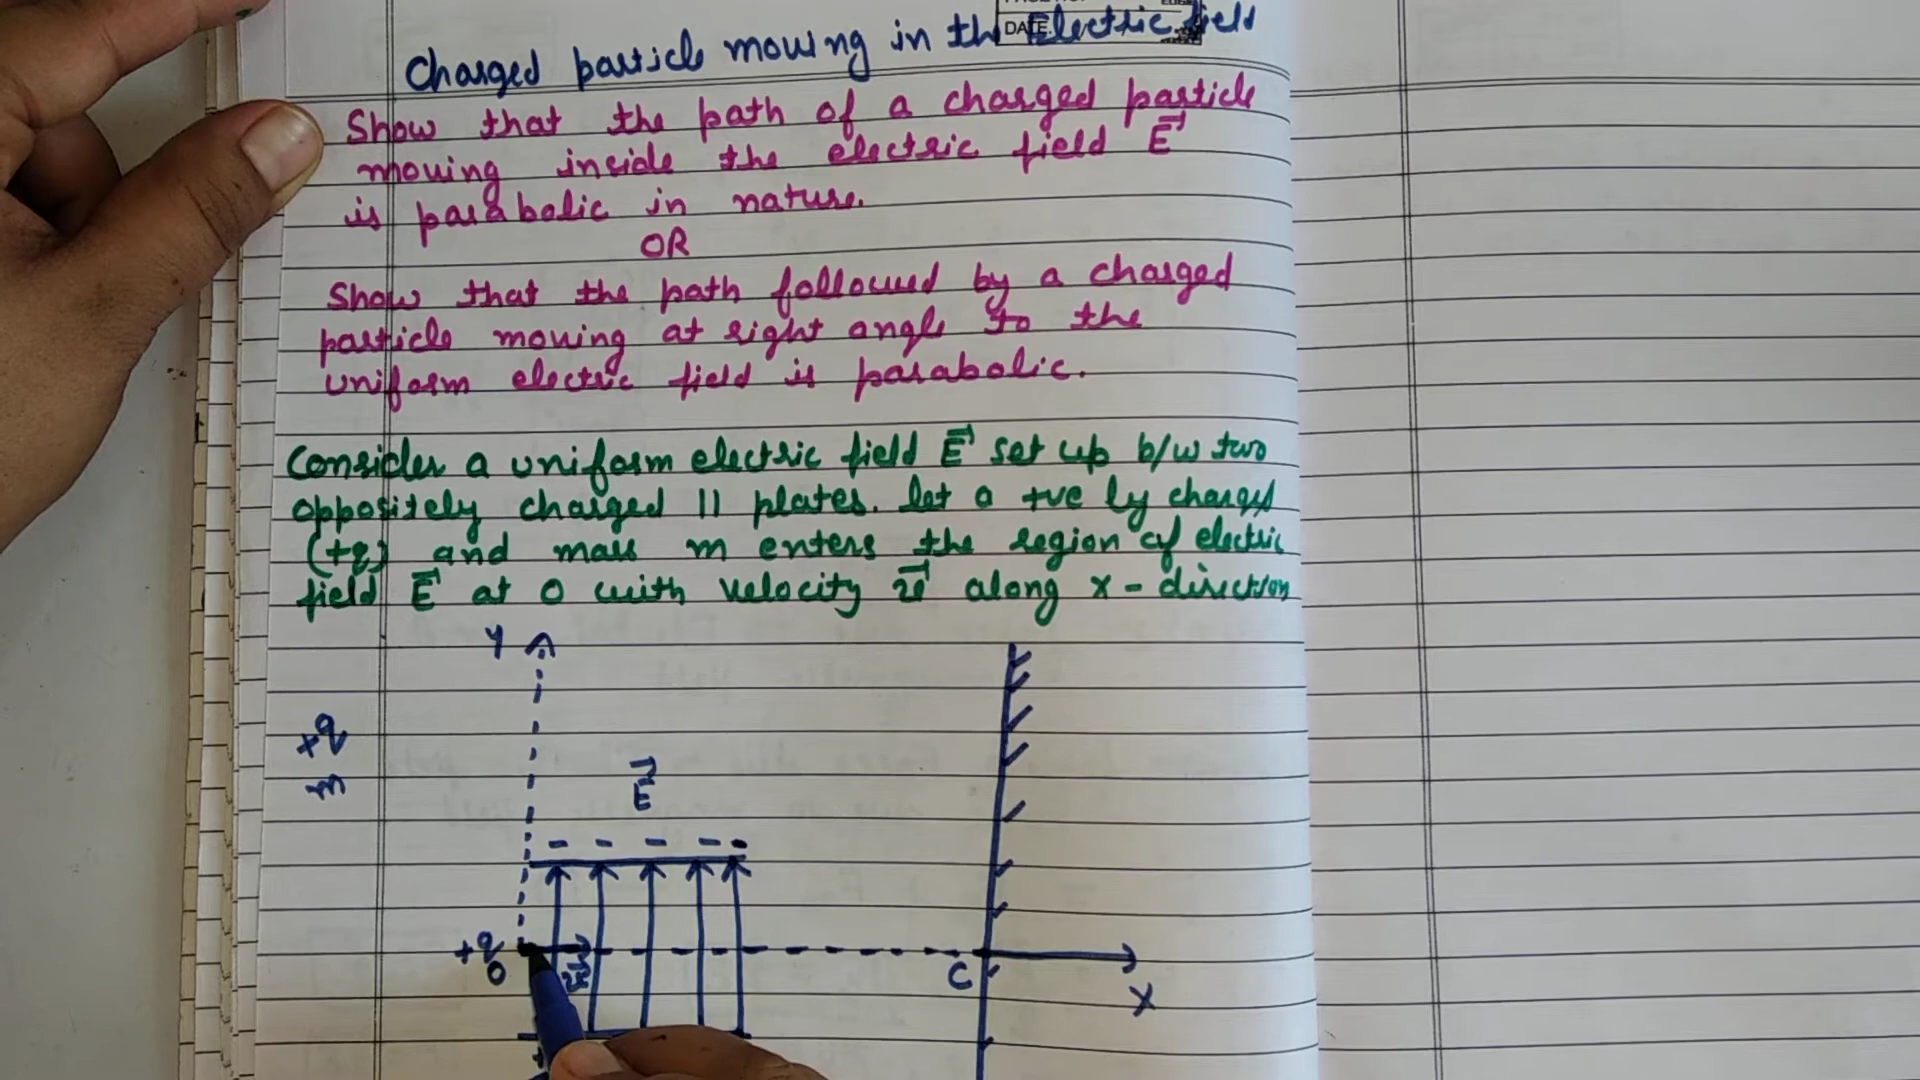 DATE
Charged particle moving in the Electric field
Show that the path of a charged particle
moving inside the electric field E⃗
is parabolic in nature.
OR
Show that the path followed by a charged
particle moving at right angle to the
uniform electric field is parabolic.
Consider a uniform electric field E⃗ set up b/w two
oppositely charged || plates. let a +ve ly charged
(+q) and mass m enters the region of electric
field E⃗ at O with velocity v⃗ along x-direction
Y
+q
m
E⃗
- - - - -
+q
O
v⃗
C
X